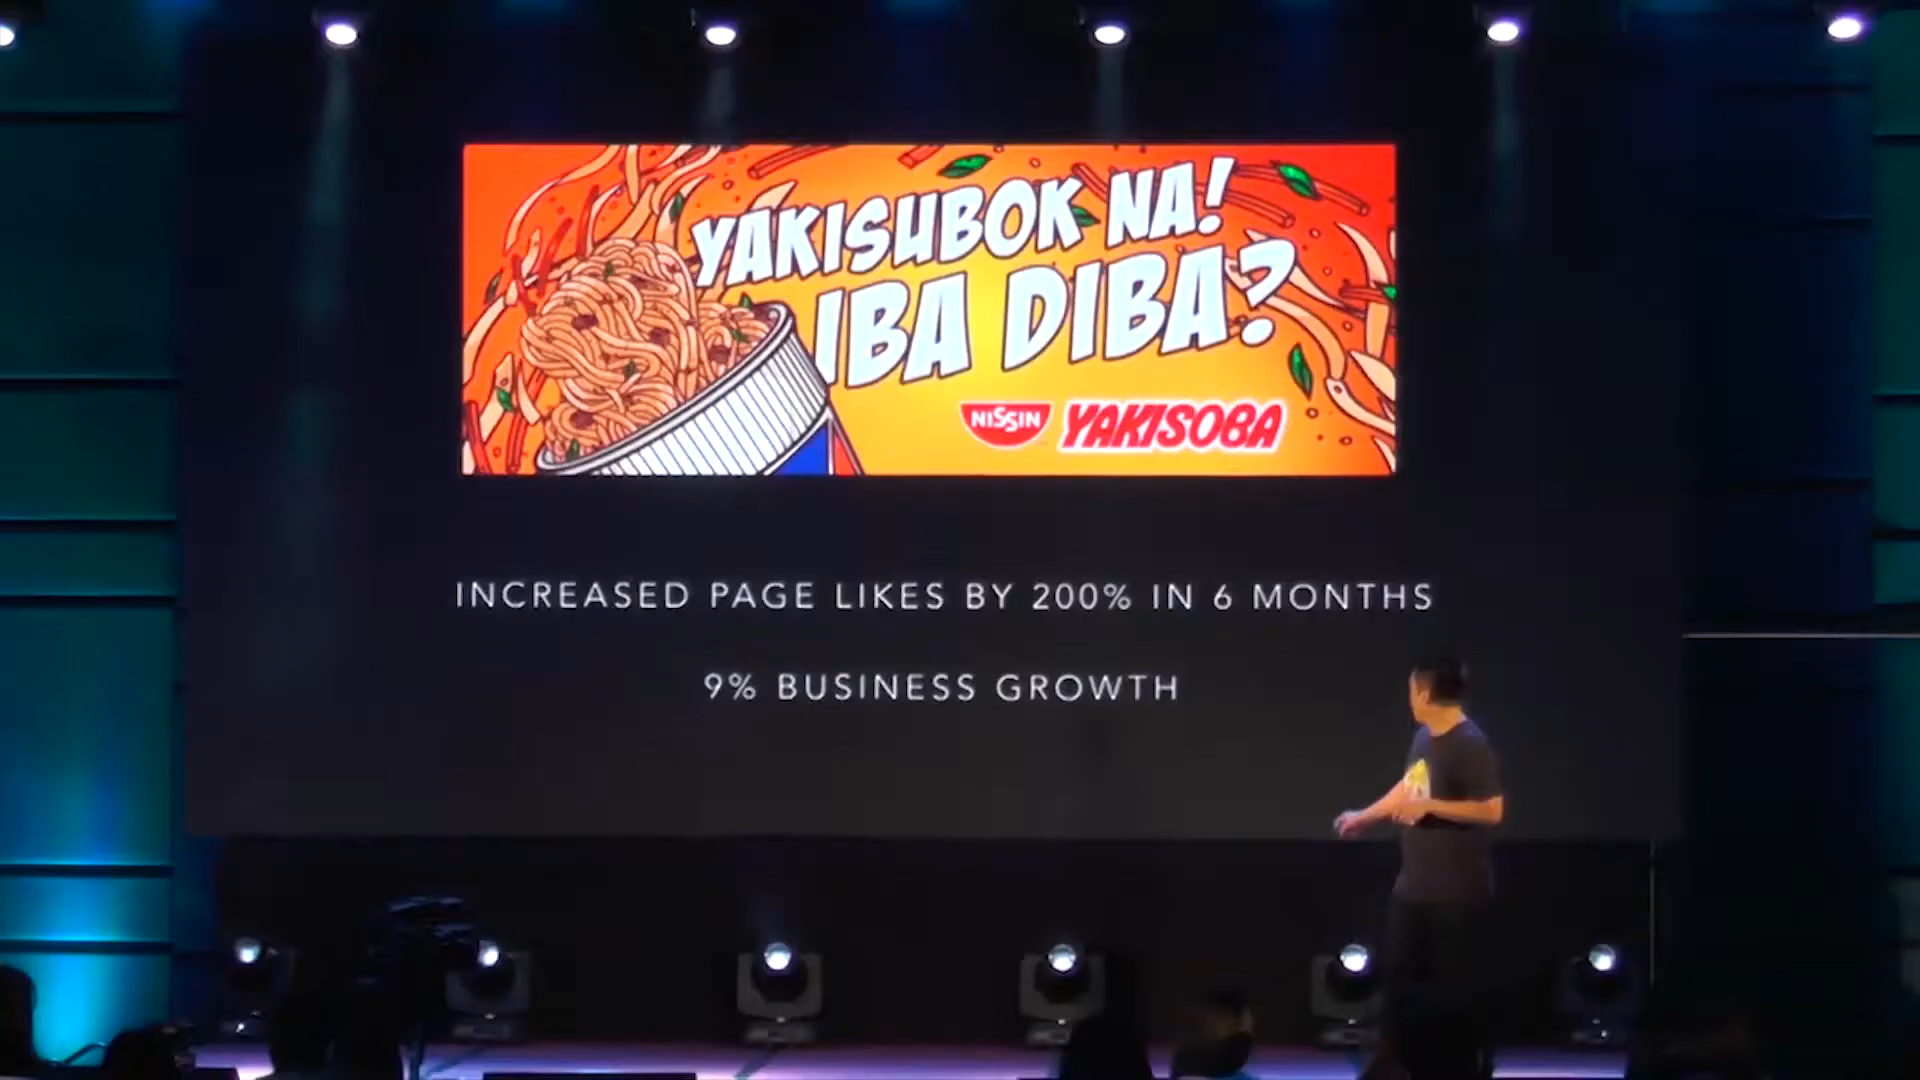 YAKISUBOK NA!
IBA DIBA?
NISSIN YAKISOBA
INCREASED PAGE LIKES BY 200% IN 6 MONTHS
9% BUSINESS GROWTH